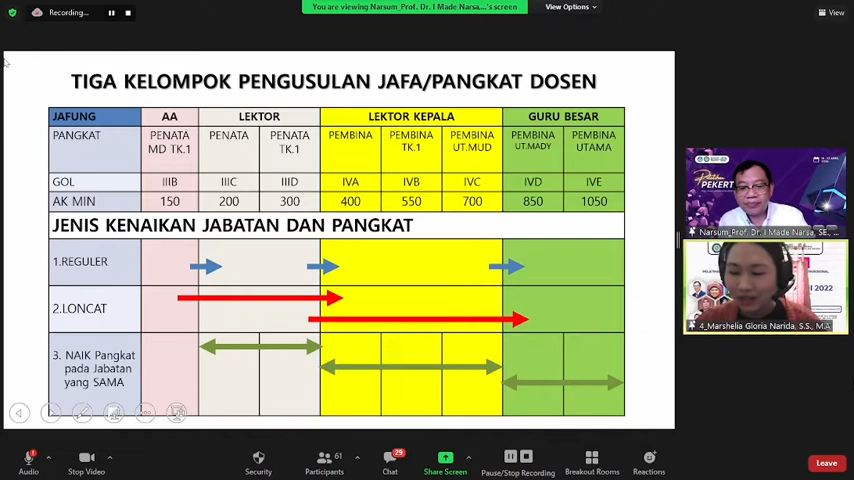 Recording...
You are viewing Narsum_Prof. Dr. I Made Narsa,...'s screen
View Options
View
TIGA KELOMPOK PENGUSULAN JAFA/PANGKAT DOSEN
JAFUNG AA LEKTOR LEKTOR KEPALA GURU BESAR
PANGKAT PENATA MD TK.1 PENATA PENATA TK.1 PEMBINA PEMBINA TK.1 PEMBINA UT.MUD PEMBINA UT.MADY PEMBINA UTAMA
GOL IIIB IIIC IIID IVA IVB IVC IVD IVE
AK MIN 150 200 300 400 550 700 850 1050
JENIS KENAIKAN JABATAN DAN PANGKAT
1.REGULER
2.LONCAT
3. NAIK Pangkat
pada Jabatan
yang SAMA
PEKERT
Narsum_Prof. Dr. I Made Narsa, SE., ...
2022
4_Marshelia Gloria Narida, S.S., M.A
1
61
29
Audio
Stop Video
Security
Participants
Chat
Share Screen
Pause/Stop Recording
Breakout Rooms
Reactions
Leave